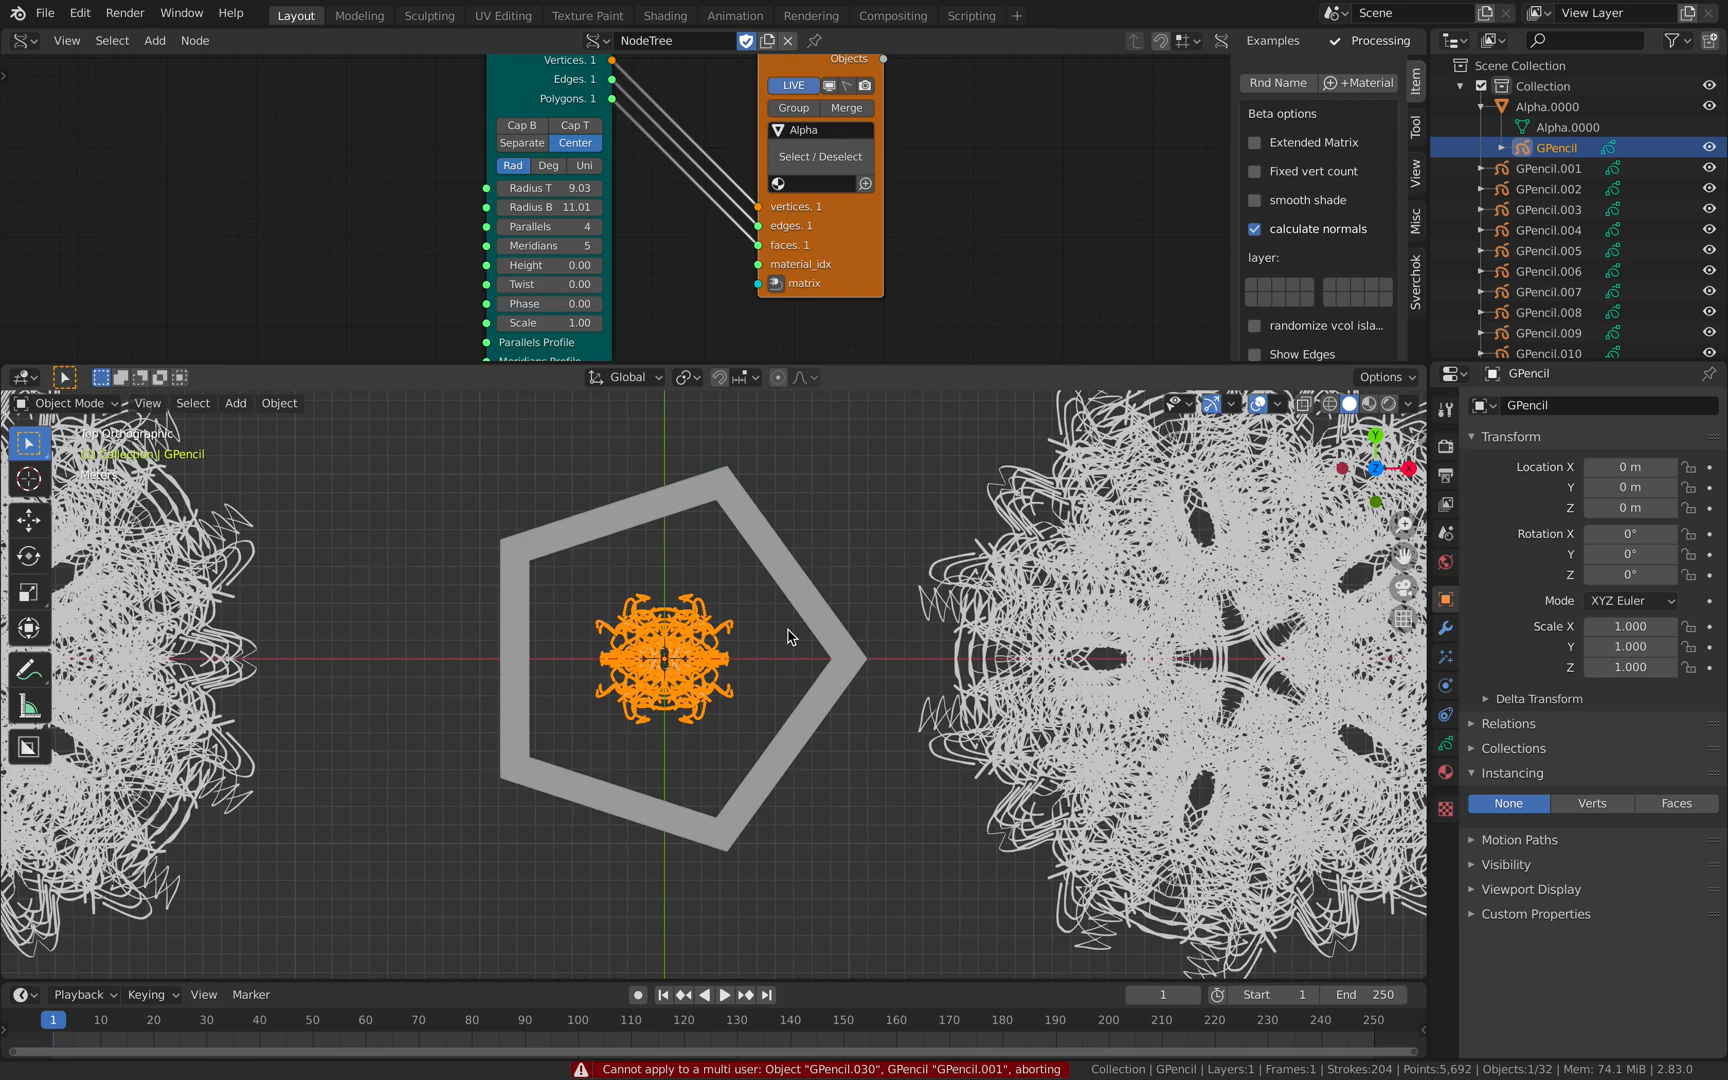 File Edit Render Window Help Layout Modeling Sculpting UV Editing Texture Paint Shading Animation Rendering Compositing Scripting + Scene View Layer
View Select Add Node NodeTree Examples Processing
Vertices. 1
Edges. 1
Polygons. 1
Cap B Cap T
Separate Center
Rad Deg Uni
Radius T 9.03
Radius B 11.01
Parallels 4
Meridians 5
Height 0.00
Twist 0.00
Phase 0.00
Scale 1.00
Parallels Profile
Meridians Profile
Objects
LIVE
Group Merge
Alpha
Select / Deselect
vertices. 1
edges. 1
faces. 1
material_idx
matrix
Rnd Name +Material
Beta options
Extended Matrix
Fixed vert count
smooth shade
calculate normals
layer:
randomize vcol isla...
Show Edges
Item
Tool
View
Misc
Sverchok
Scene Collection
Collection
Alpha.0000
Alpha.0000
GPencil
GPencil.001
GPencil.002
GPencil.003
GPencil.004
GPencil.005
GPencil.006
GPencil.007
GPencil.008
GPencil.009
GPencil.010
Global Options
Object Mode View Select Add Object
Top Orthographic
(1) Collection | GPencil
Meters
Y
Z
X
GPencil
GPencil
Transform
Location X 0 m
Y 0 m
Z 0 m
Rotation X 0°
Y 0°
Z 0°
Mode XYZ Euler
Scale X 1.000
Y 1.000
Z 1.000
Delta Transform
Relations
Collections
Instancing
None Verts Faces
Motion Paths
Visibility
Viewport Display
Custom Properties
Playback Keying View Marker 1 Start 1 End 250
1 10 20 30 40 50 60 70 80 90 100 110 120 130 140 150 160 170 180 190 200 210 220 230 240 250
Cannot apply to a multi user: Object "GPencil.030", GPencil "GPencil.001", aborting Collection | GPencil | Layers:1 | Frames:1 | Strokes:204 | Points:5,692 | Objects:1/32 | Mem: 74.1 MiB | 2.83.0